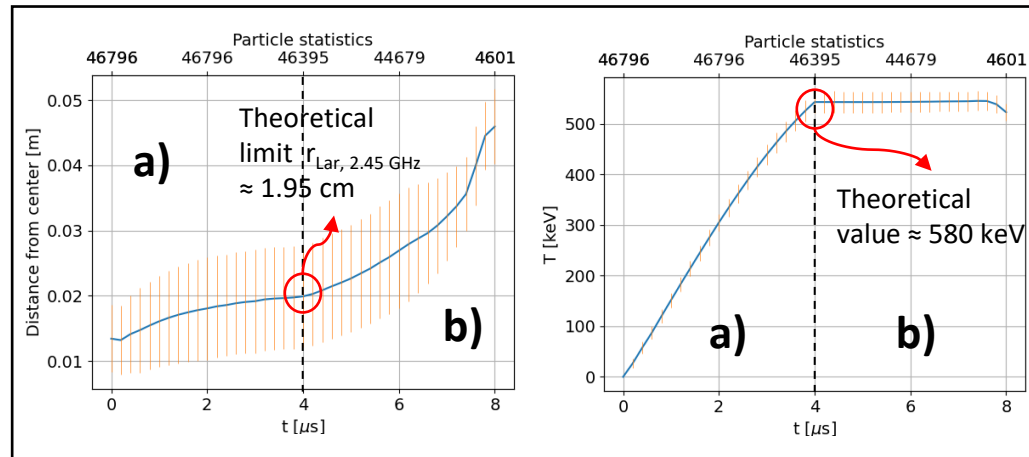 Particle statistics
46796 46796 46395 44679 4601
0.05
0.04
0.03
0.02
0.01
Distance from center [m]
a)
Theoretical
limit r_Lar, 2.45 GHz
≈ 1.95 cm
b)
0 2 4 6 8
t [μs]
Particle statistics
46796 46796 46395 44679 4601
500
400
300
200
100
0
T [keV]
Theoretical
value ≈ 580 keV
a)
b)
0 2 4 6 8
t [μs]